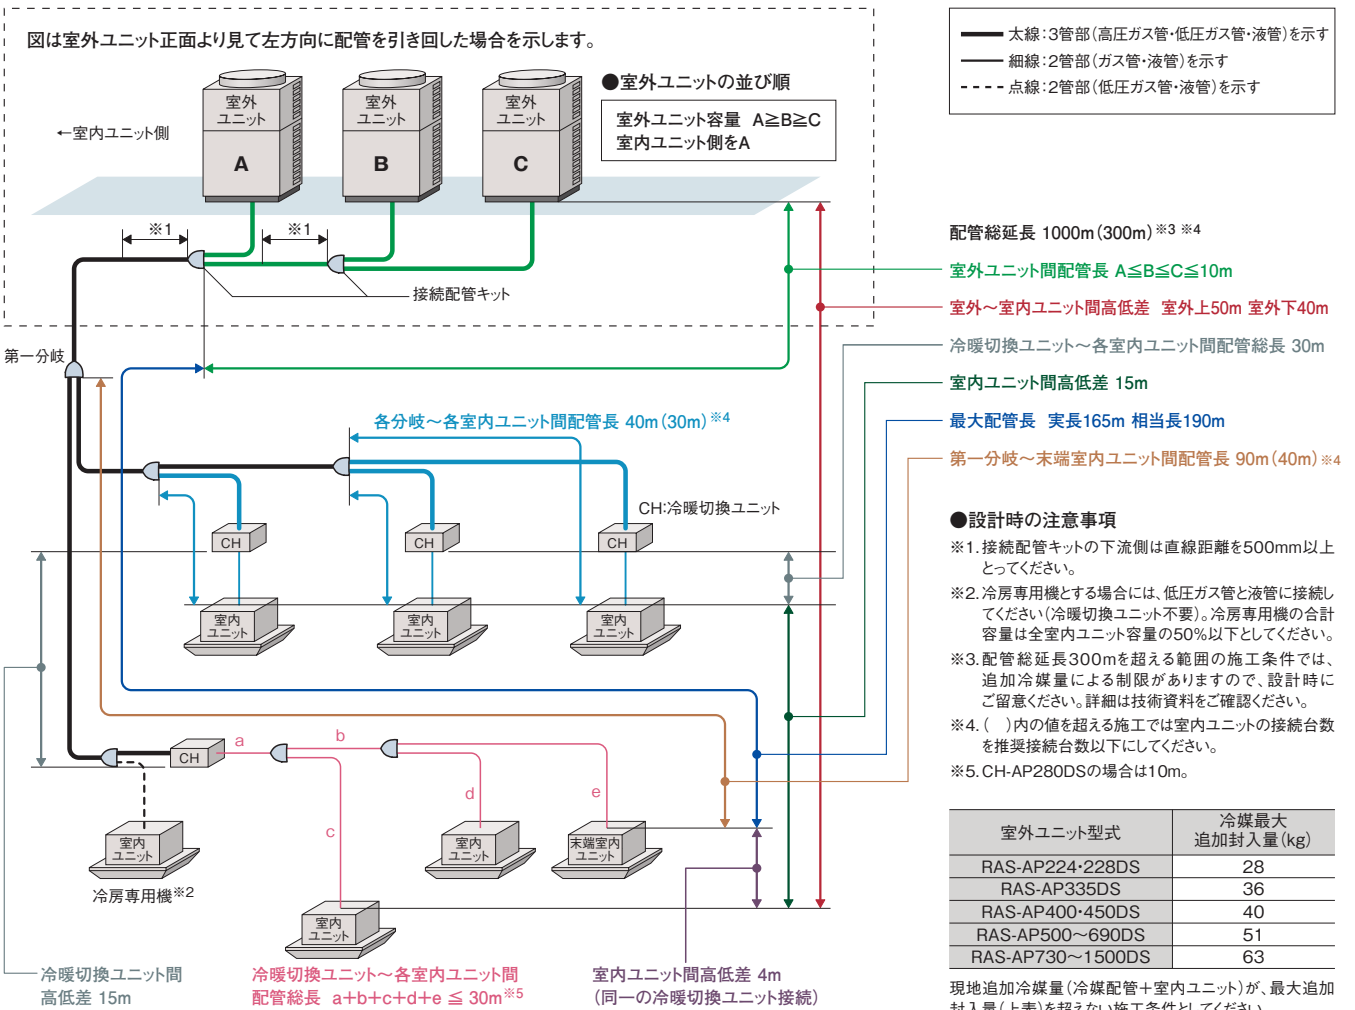 図は室外ユニット正面より見て左方向に配管を引き回した場合を示します。
←室内ユニット側
室外
ユニット
A
室外
ユニット
B
室外
ユニット
C
●室外ユニットの並び順
室外ユニット容量 A≧B≧C
室内ユニット側をA
※1
※1
接続配管キット
第一分岐
太線:3管部(高圧ガス管・低圧ガス管・液管)を示す
細線:2管部(ガス管・液管)を示す
点線:2管部(低圧ガス管・液管)を示す
配管総延長 1000m(300m)※3 ※4
室外ユニット間配管長 A≦B≦C≦10m
室外~室内ユニット間高低差 室外上50m 室外下40m
冷暖切換ユニット~各室内ユニット間配管総長 30m
室内ユニット間高低差 15m
最大配管長 実長165m 相当長190m
第一分岐~末端室内ユニット間配管長 90m(40m)※4
各分岐~各室内ユニット間配管長 40m(30m)※4
CH:冷暖切換ユニット
CH
CH
CH
室内
ユニット
室内
ユニット
室内
ユニット
CH
a
b
c
d
e
室内
ユニット
冷房専用機※2
室内
ユニット
室内
ユニット
末端室内
ユニット
冷暖切換ユニット間
高低差 15m
冷暖切換ユニット~各室内ユニット間
配管総長 a+b+c+d+e ≦ 30m※5
室内ユニット間高低差 4m
(同一の冷暖切換ユニット接続)
●設計時の注意事項
※1.接続配管キットの下流側は直線距離を500mm以上
とってください。
※2.冷房専用機とする場合には、低圧ガス管と液管に接続し
てください(冷暖切換ユニット不要)。冷房専用機の合計
容量は全室内ユニット容量の50%以下としてください。
※3.配管総延長300mを超える範囲の施工条件では、
追加冷媒量による制限がありますので、設計時に
ご留意ください。詳細は技術資料をご確認ください。
※4.( )内の値を超える施工では室内ユニットの接続台数
を推奨接続台数以下にしてください。
※5.CH-AP280DSの場合は10m。
室外ユニット型式 冷媒最大
追加封入量(kg)
RAS-AP224・228DS 28
RAS-AP335DS 36
RAS-AP400・450DS 40
RAS-AP500~690DS 51
RAS-AP730~1500DS 63
現地追加冷媒量(冷媒配管+室内ユニット)が、最大追加
封入量(上表)を超えない施工条件としてください